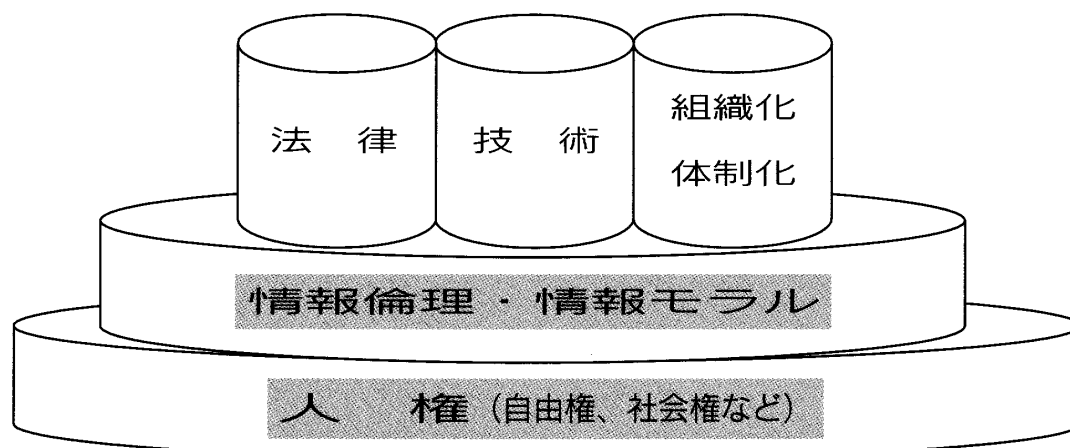 法　律
技　術
組織化
体制化
情報倫理・情報モラル
人　権（自由権、社会権など）